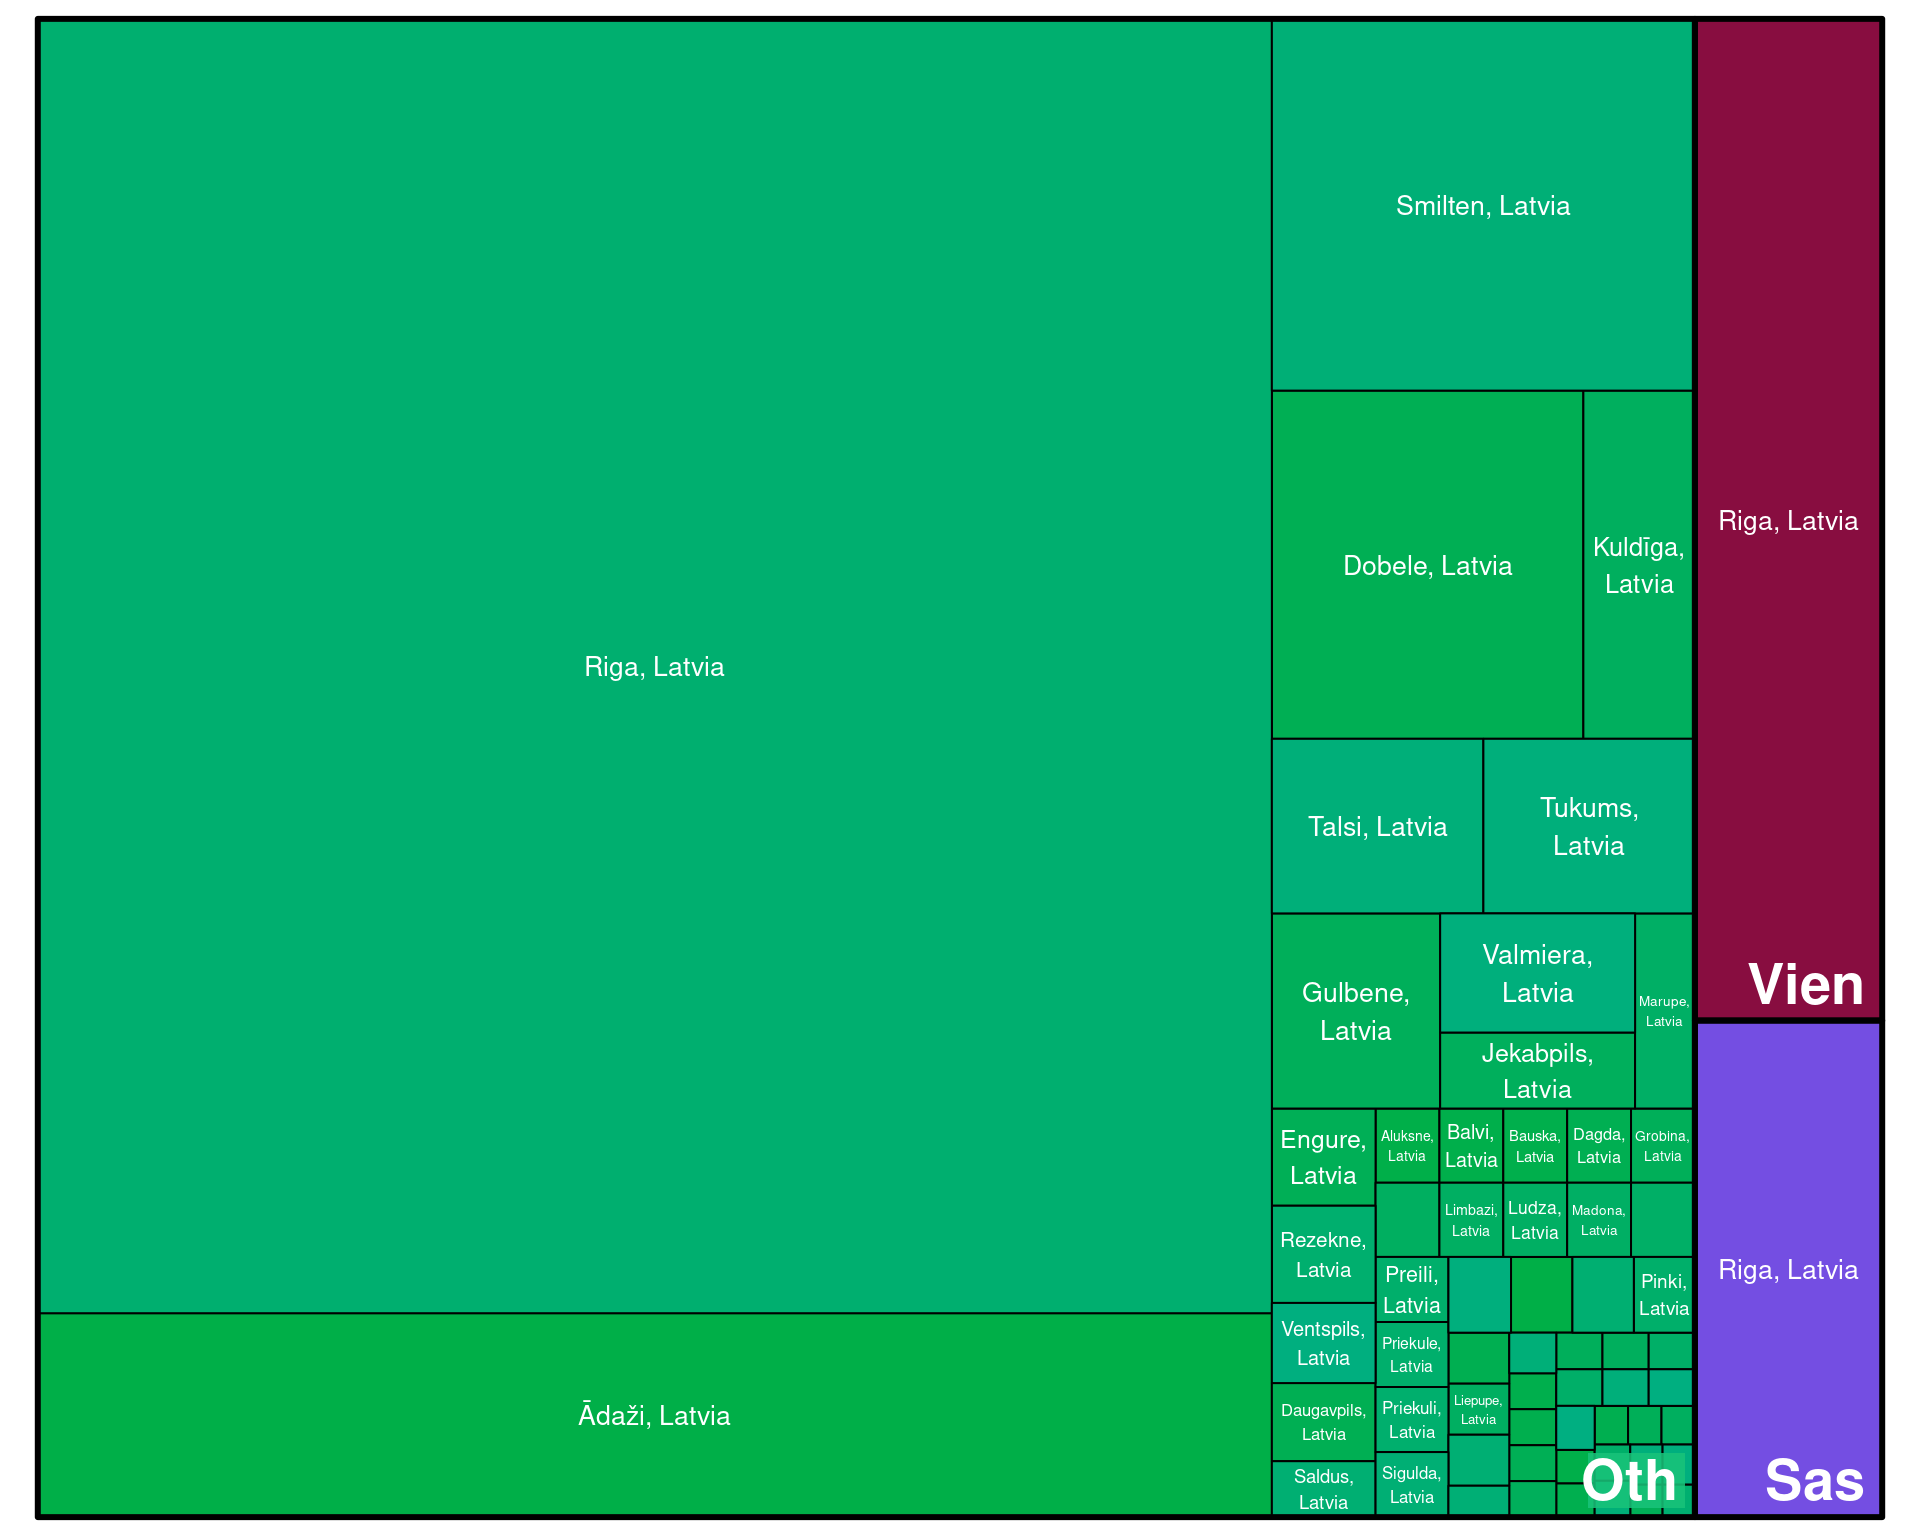 Riga, Latvia
Ādaži, Latvia
Smilten, Latvia
Dobele, Latvia
Kuldīga,
Latvia
Talsi, Latvia
Tukums,
Latvia
Gulbene,
Latvia
Valmiera,
Latvia
Jekabpils,
Latvia
Marupe,
Latvia
Engure,
Latvia
Rezekne,
Latvia
Ventspils,
Latvia
Daugavpils,
Latvia
Saldus,
Latvia
Aluksne,
Latvia
Balvi,
Latvia
Bauska,
Latvia
Dagda,
Latvia
Grobina,
Latvia
Limbazi,
Latvia
Ludza,
Latvia
Madona,
Latvia
Preili,
Latvia
Priekule,
Latvia
Priekuli,
Latvia
Sigulda,
Latvia
Pinki,
Latvia
Liepupe,
Latvia
Oth
Riga, Latvia
Vien
Riga, Latvia
Sas